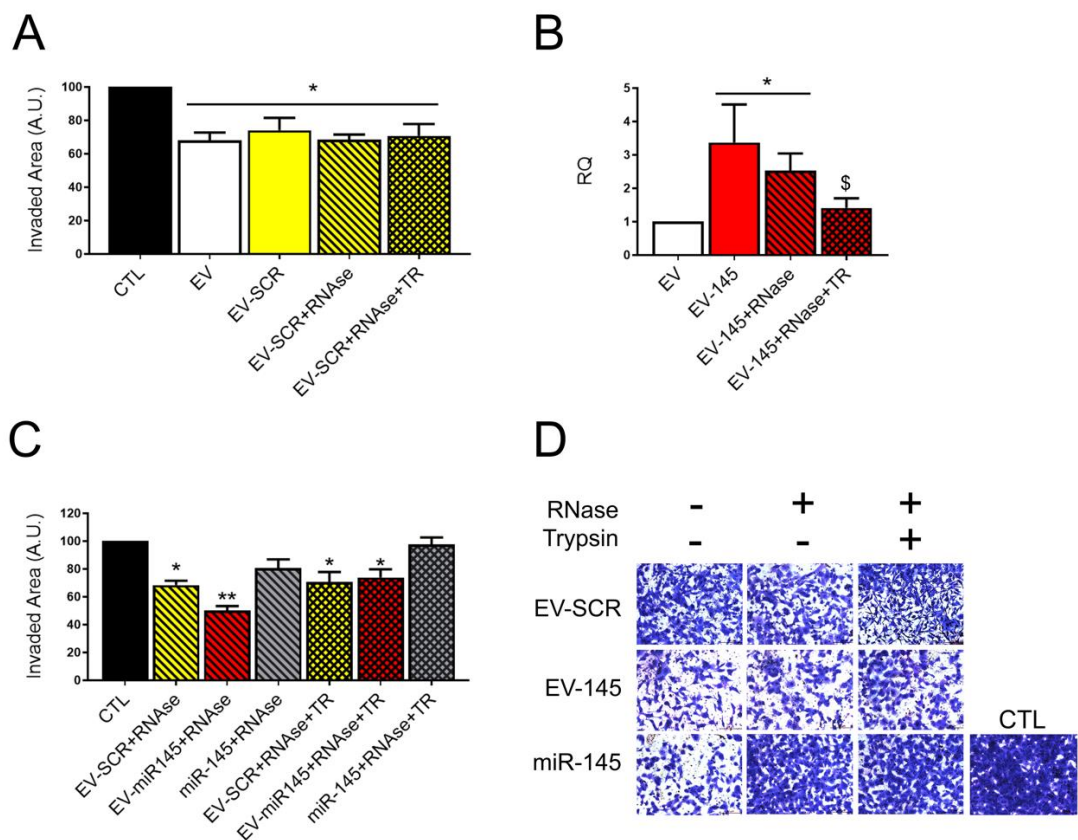 A
Invaded Area (A.U.)
100
80
60
40
20
0
*
CTL
EV
EV-SCR
EV-SCR+RNAse
EV-SCR+RNAse+TR
B
RQ
5
4
3
2
1
0
*
$
EV
EV-145
EV-145+RNase
EV-145+RNase+TR
C
Invaded Area (A.U.)
120
100
80
60
40
20
0
*
**
*
*
CTL
EV-SCR+RNAse
EV-miR145+RNAse
miR-145+RNAse
EV-SCR+RNAse+TR
EV-miR145+RNAse+TR
miR-145+RNAse+TR
D
RNase - + +
Trypsin - - +
EV-SCR
EV-145
miR-145
CTL